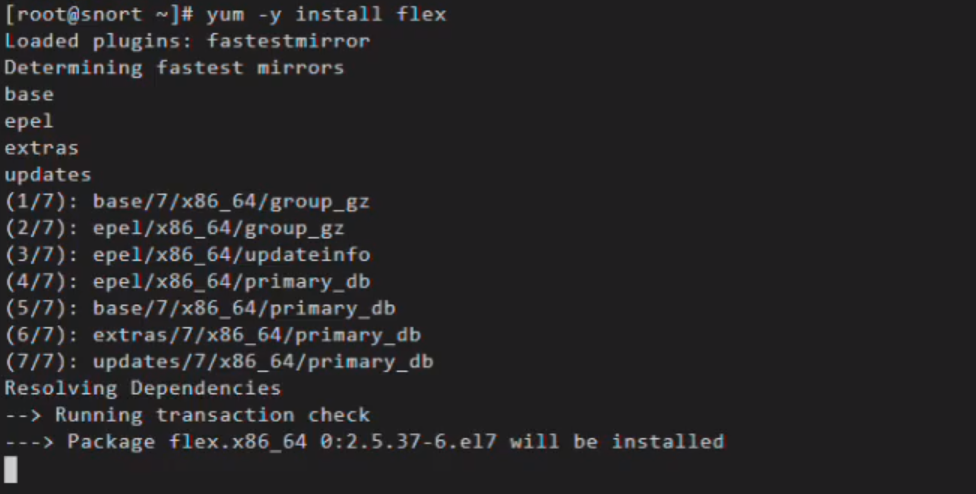 [root@snort ~]# yum -y install flex
Loaded plugins: fastestmirror
Determining fastest mirrors
base
epel
extras
updates
(1/7): base/7/x86_64/group_gz
(2/7): epel/x86_64/group_gz
(3/7): epel/x86_64/updateinfo
(4/7): epel/x86_64/primary_db
(5/7): base/7/x86_64/primary_db
(6/7): extras/7/x86_64/primary_db
(7/7): updates/7/x86_64/primary_db
Resolving Dependencies
--> Running transaction check
---> Package flex.x86_64 0:2.5.37-6.el7 will be installed